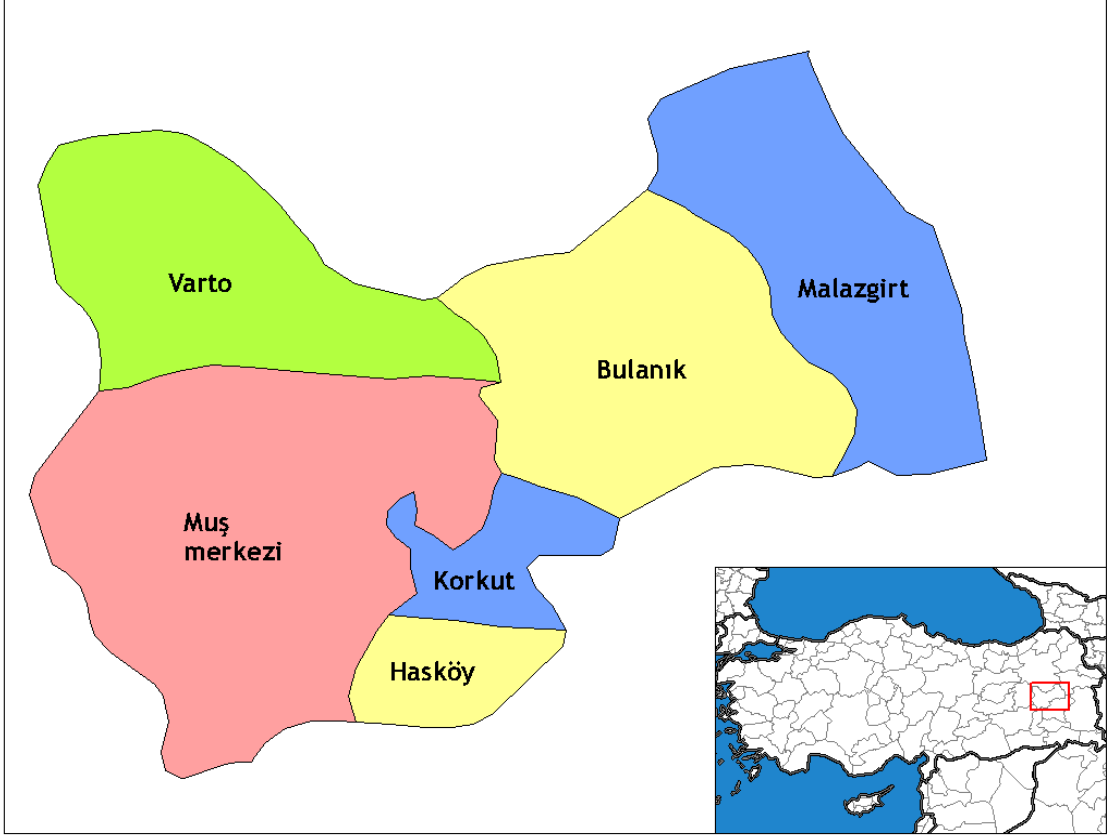 Varto
Malazgirt
Bulanık
Muş
merkezi
Korkut
Hasköy